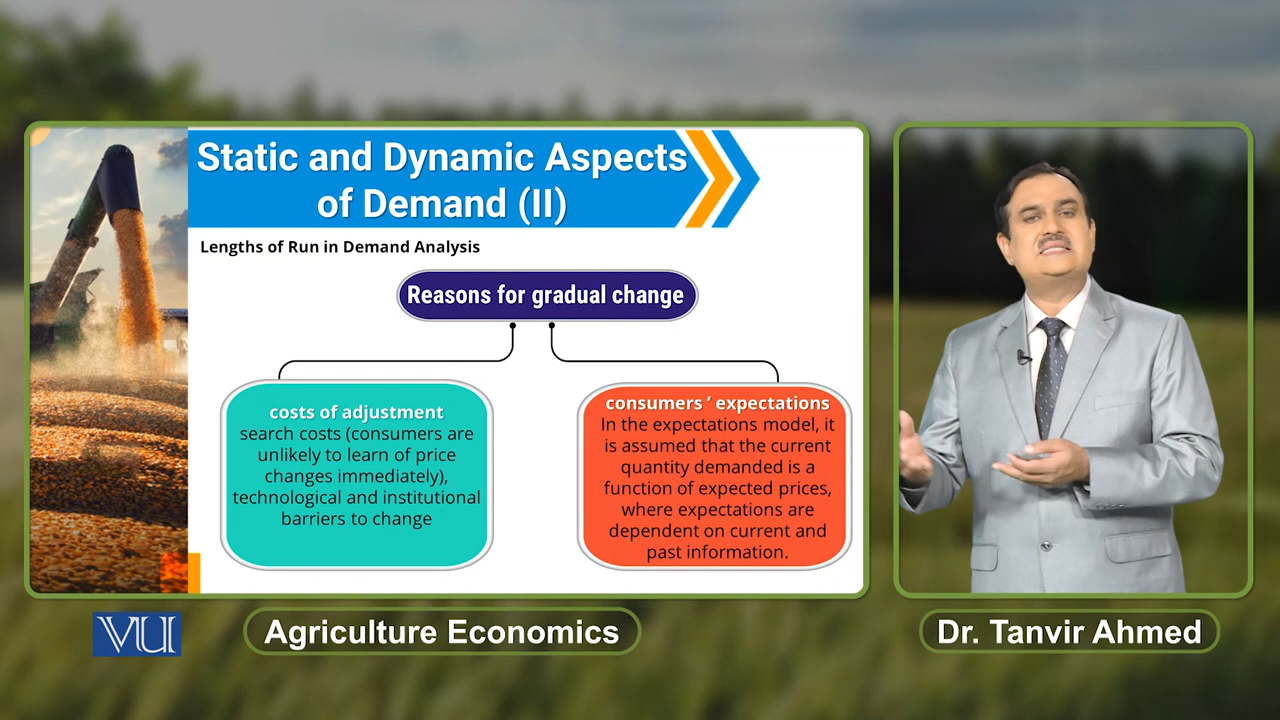 Static and Dynamic Aspects
of Demand (II)
Lengths of Run in Demand Analysis
Reasons for gradual change
costs of adjustment
search costs (consumers are
unlikely to learn of price
changes immediately),
technological and institutional
barriers to change
consumers ’ expectations
In the expectations model, it
is assumed that the current
quantity demanded is a
function of expected prices,
where expectations are
dependent on current and
past information.
VU
Agriculture Economics
Dr. Tanvir Ahmed